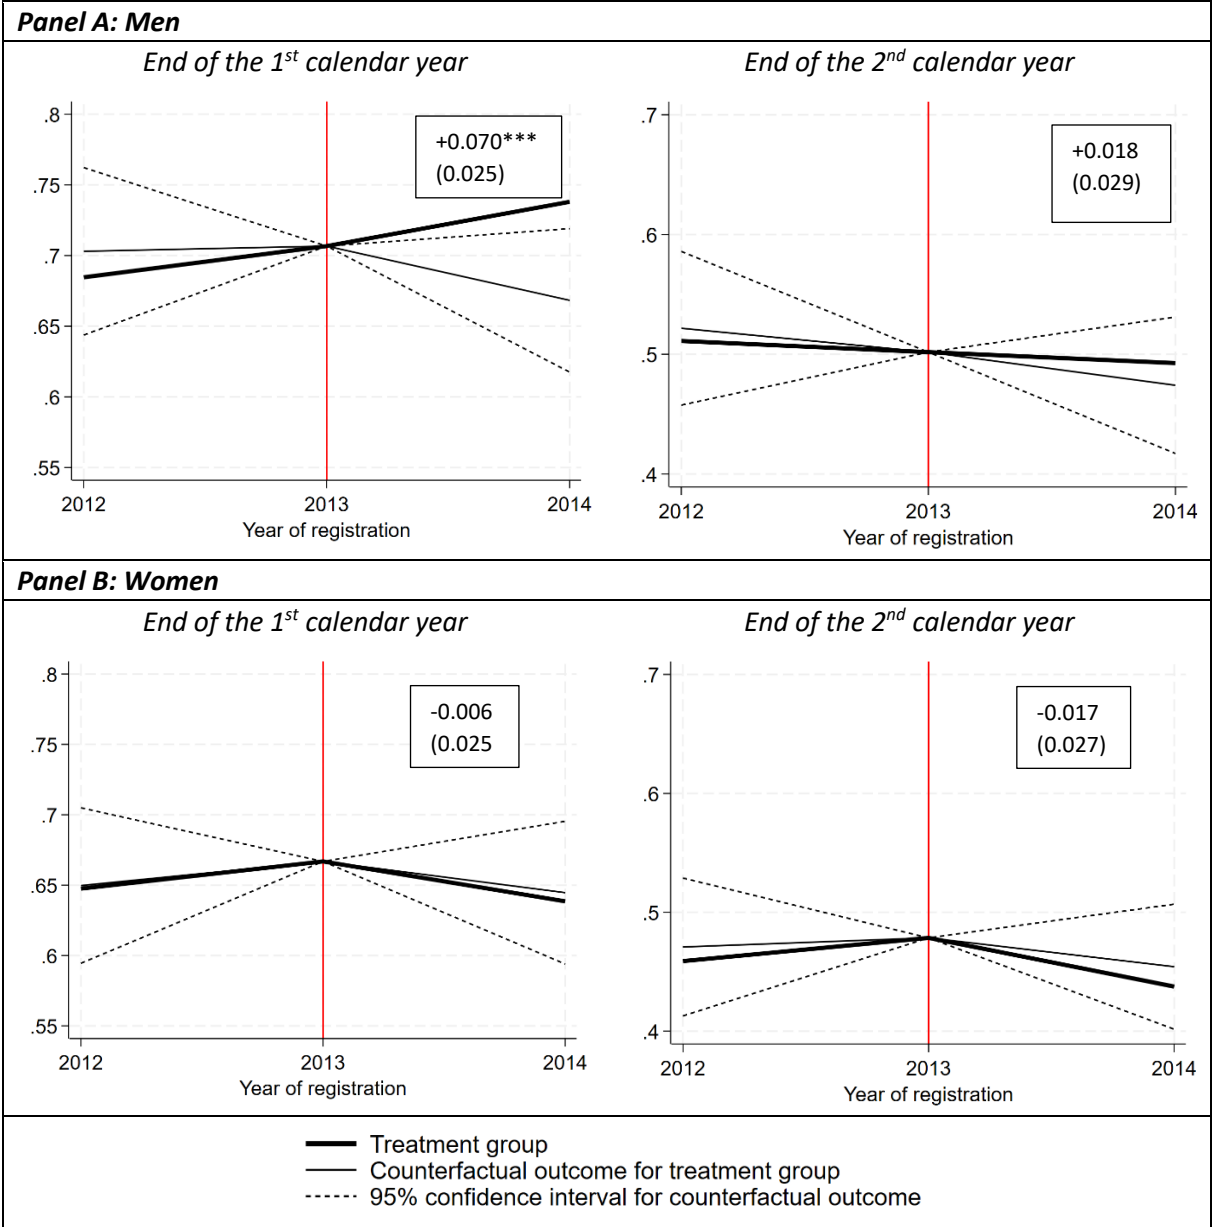 Panel A: Men
End of the 1st calendar year
.8
.75
.7
.65
.6
.55
+0.070***
(0.025)
2012 2013 2014
Year of registration
End of the 2nd calendar year
.7
.6
.5
.4
+0.018
(0.029)
2012 2013 2014
Year of registration
Panel B: Women
End of the 1st calendar year
.8
.75
.7
.65
.6
.55
-0.006
(0.025
2012 2013 2014
Year of registration
End of the 2nd calendar year
.7
.6
.5
.4
-0.017
(0.027)
2012 2013 2014
Year of registration
Treatment group
Counterfactual outcome for treatment group
95% confidence interval for counterfactual outcome